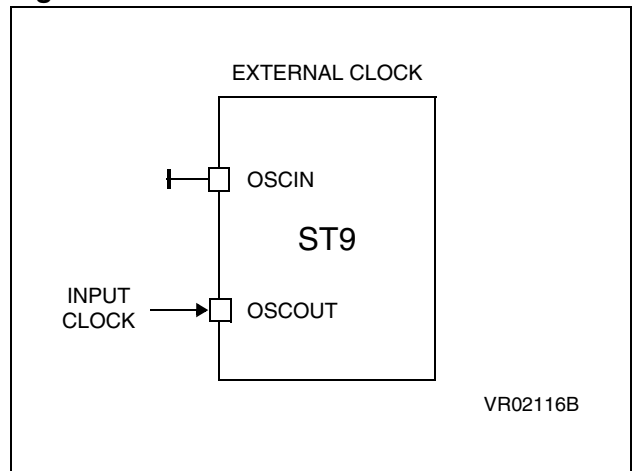 EXTERNAL CLOCK
OSCIN
ST9
INPUT
CLOCK
OSCOUT
VR02116B